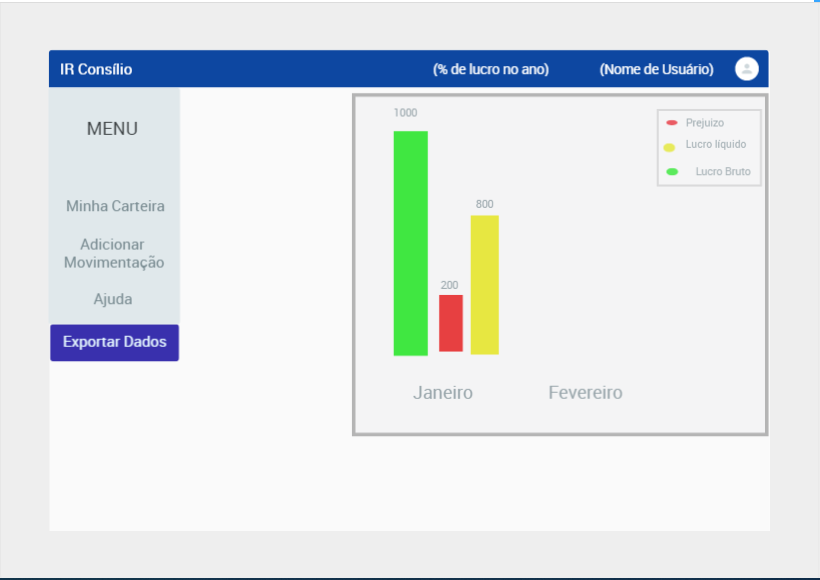 IR Consílio
(% de lucro no ano)
(Nome de Usuário)
MENU
Minha Carteira
Adicionar
Movimentação
Ajuda
Exportar Dados
1000
200
800
Prejuizo
Lucro líquido
Lucro Bruto
Janeiro
Fevereiro